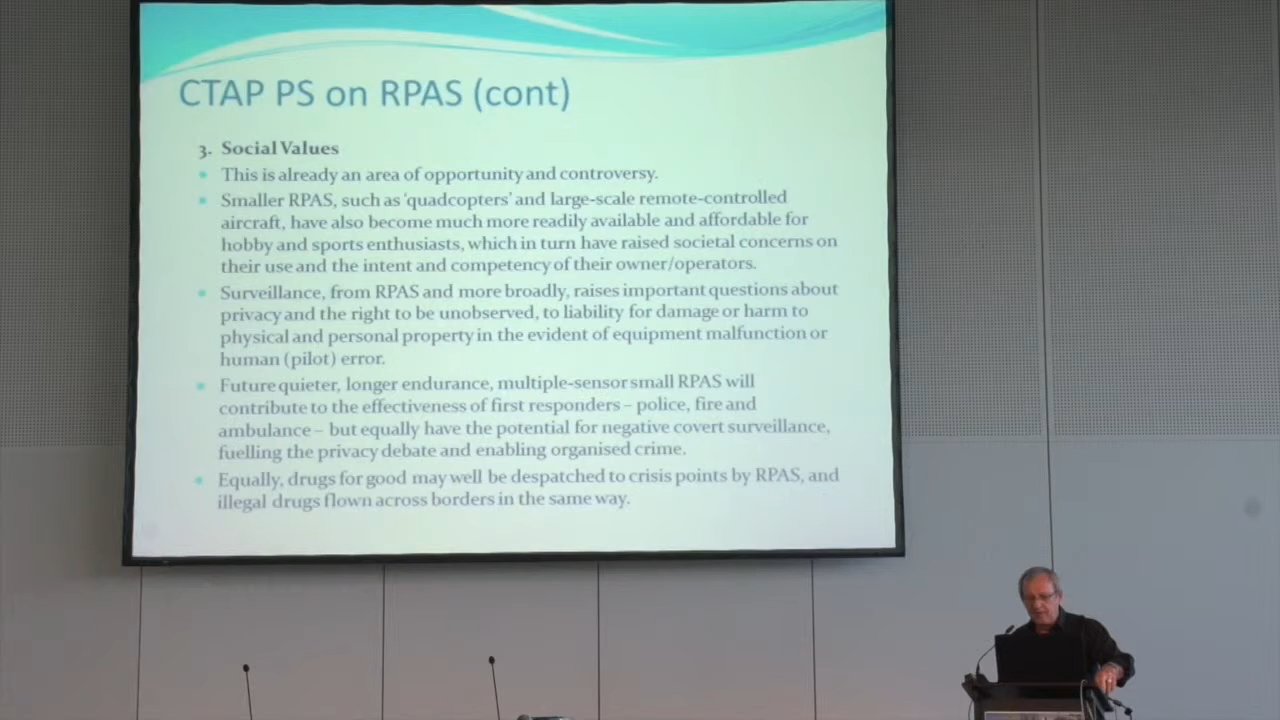 CTAP PS on RPAS (cont)
3. Social Values
This is already an area of opportunity and controversy.
Smaller RPAS, such as 'quadcopters' and large-scale remote-controlled
aircraft, have also become much more readily available and affordable for
hobby and sports enthusiasts, which in turn have raised societal concerns on
their use and the intent and competency of their owner/operators.
Surveillance, from RPAS and more broadly, raises important questions about
privacy and the right to be unobserved, to liability for damage or harm to
physical and personal property in the evident of equipment malfunction or
human (pilot) error.
Future quieter, longer endurance, multiple-sensor small RPAS will
contribute to the effectiveness of first responders – police, fire and
ambulance – but equally have the potential for negative covert surveillance,
fuelling the privacy debate and enabling organised crime.
Equally, drugs for good may well be despatched to crisis points by RPAS, and
illegal drugs flown across borders in the same way.